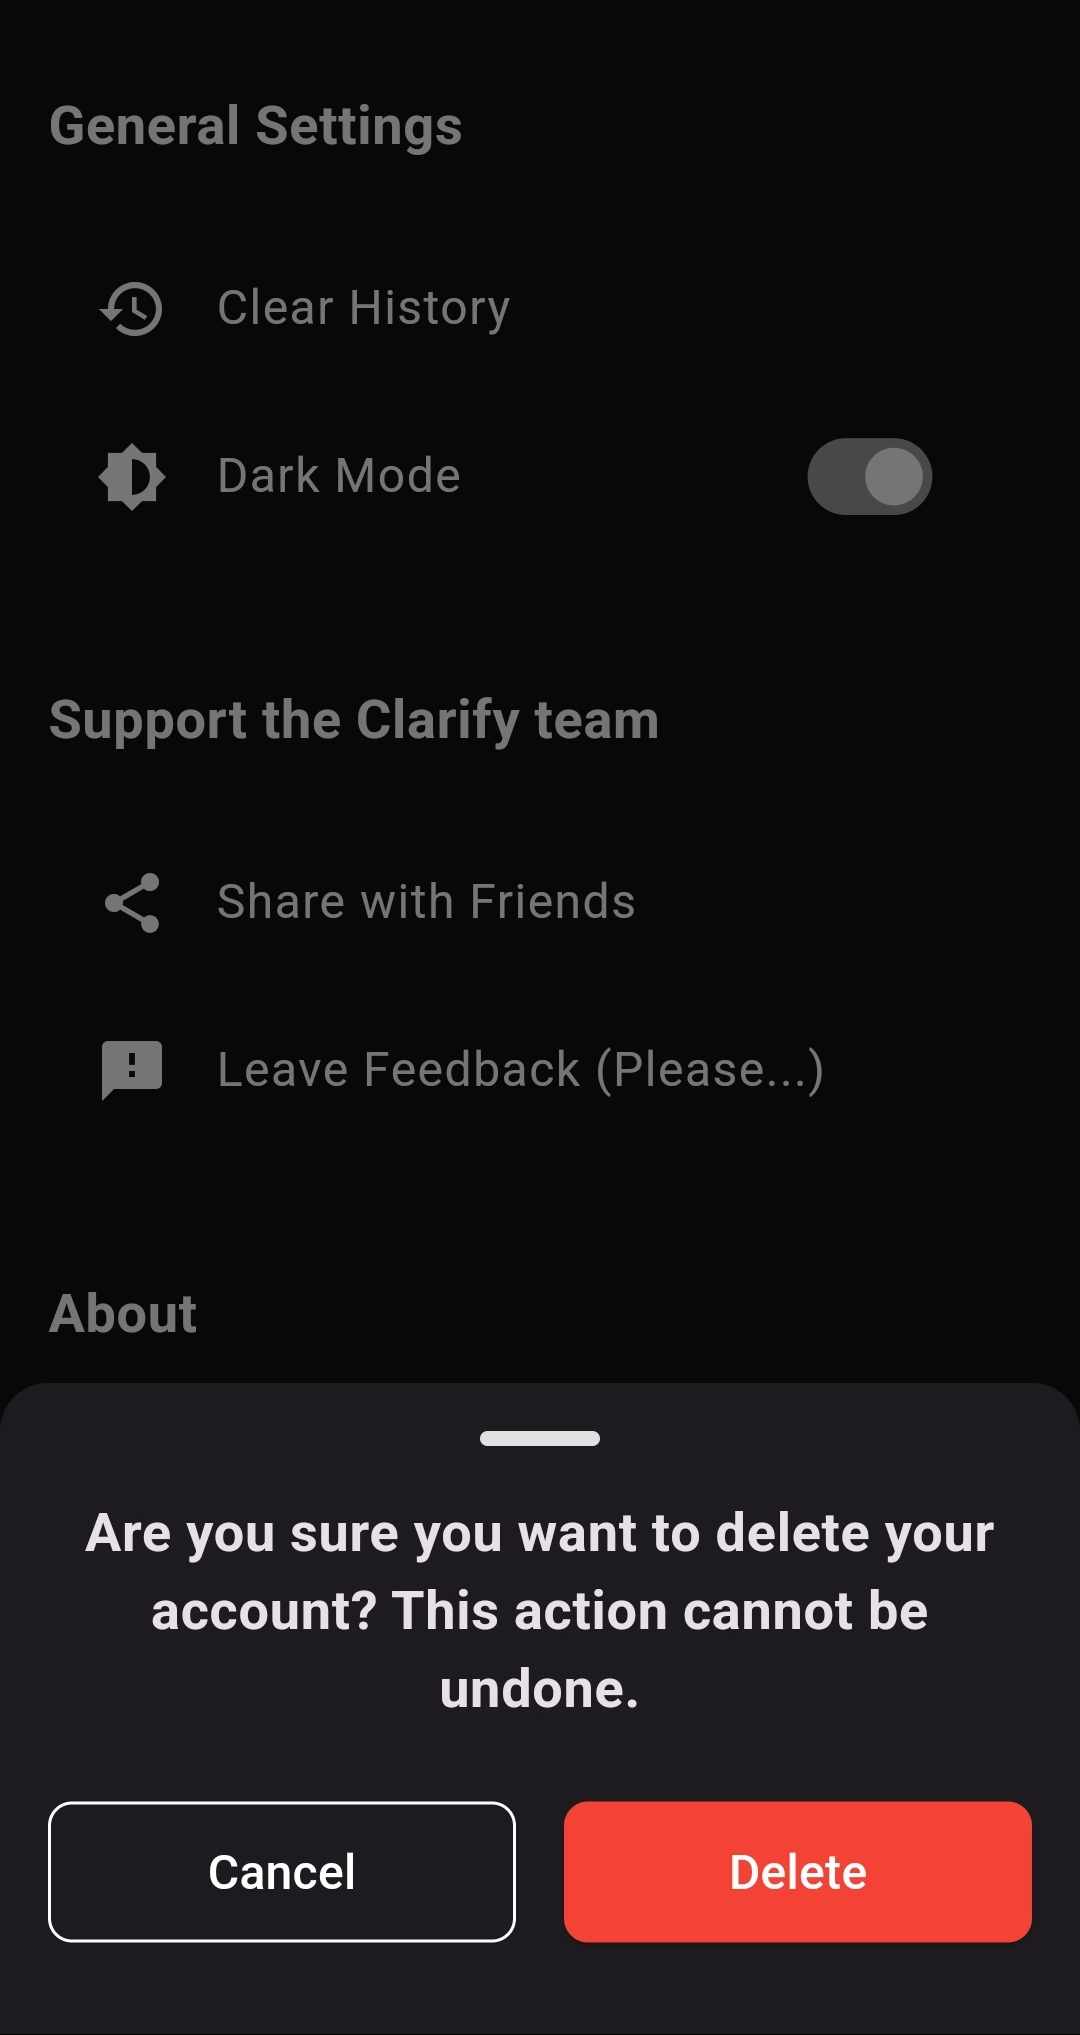 General Settings
Clear History
Dark Mode
Support the Clarify team
Share with Friends
Leave Feedback (Please...)
About
Are you sure you want to delete your
account? This action cannot be
undone.
Cancel
Delete